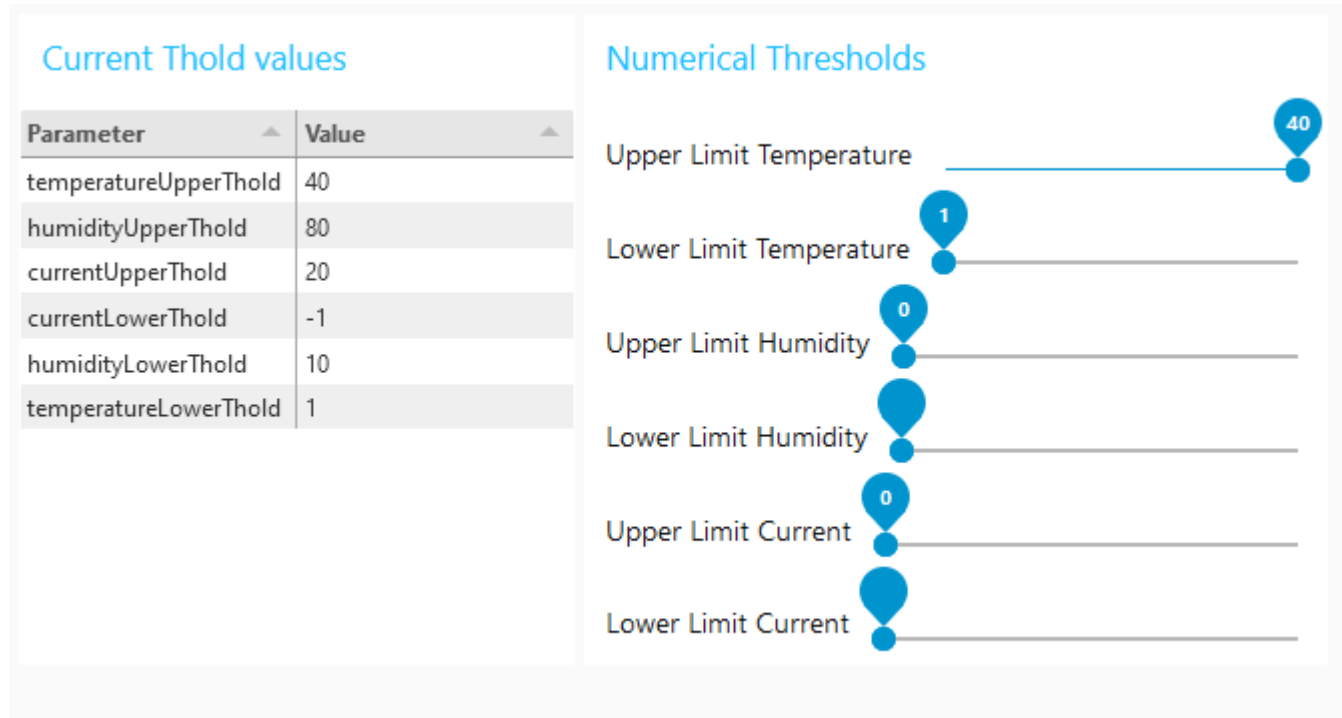 Current Thold values
Parameter Value
temperatureUpperThold 40
humidityUpperThold 80
currentUpperThold 20
currentLowerThold -1
humidityLowerThold 10
temperatureLowerThold 1
Numerical Thresholds
40
Upper Limit Temperature
1
Lower Limit Temperature
0
Upper Limit Humidity
Lower Limit Humidity
0
Upper Limit Current
Lower Limit Current